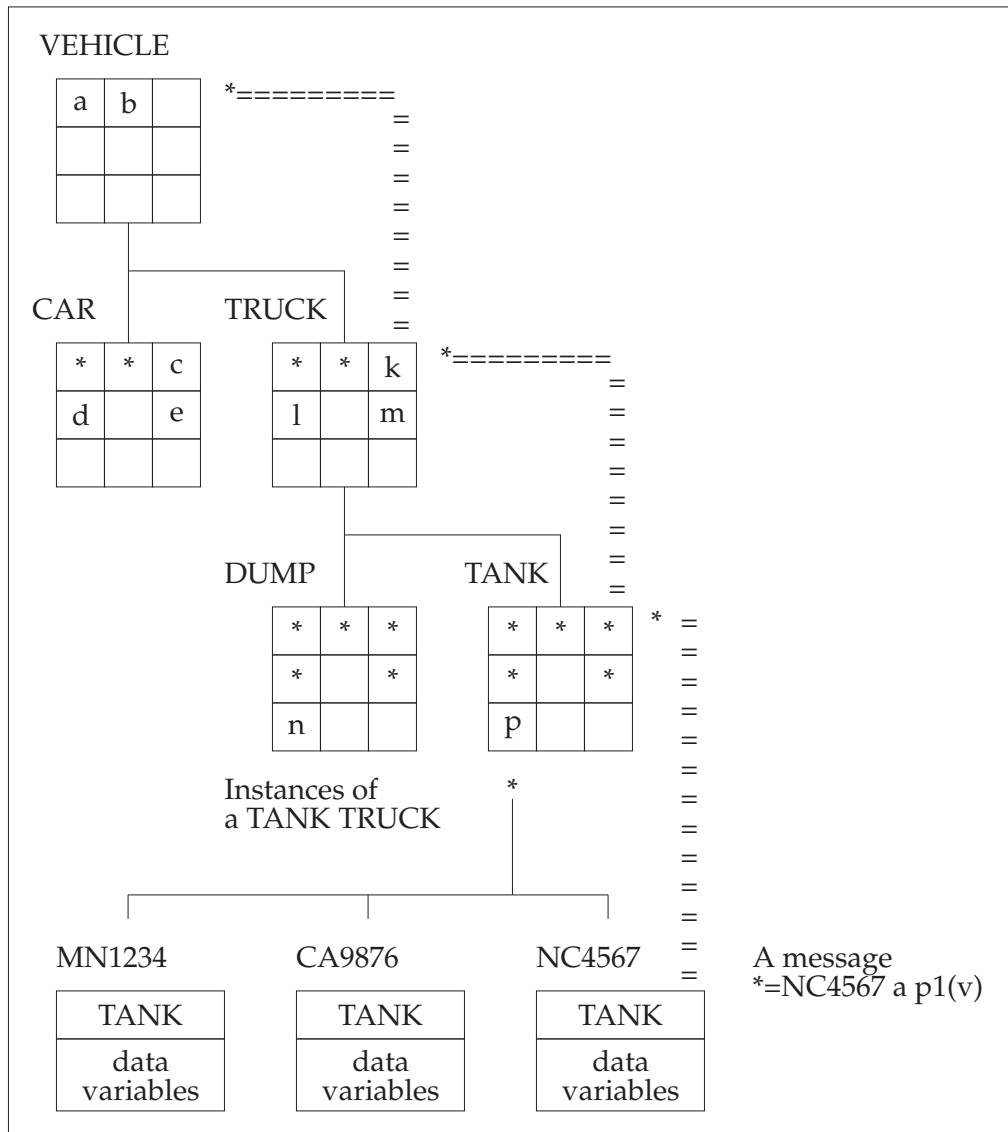 VEHICLE
a b
*=========
=
=
=
=
=
=
=
=
CAR
TRUCK
* * c
d e
* * k
l m
*=========
=
=
=
=
=
=
=
=
DUMP
TANK
* * *
* *
n
* * *
* *
p
* =
=
=
=
=
=
=
=
=
=
=
=
=
Instances of
a TANK TRUCK
*
MN1234
CA9876
NC4567
A message
*=NC4567 a p1(v)
TANK
data
variables
TANK
data
variables
TANK
data
variables